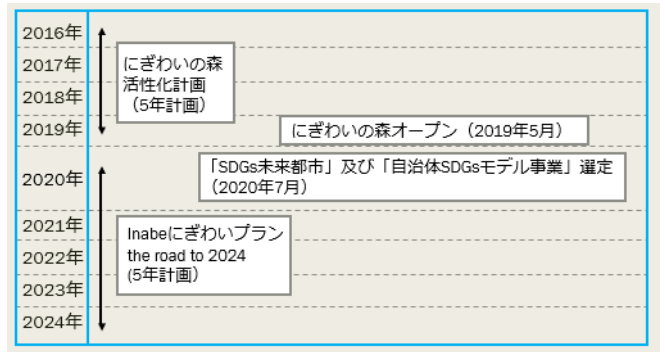 2016年
2017年
2018年
2019年
2020年
2021年
2022年
2023年
2024年
にぎわいの森
活性化計画
（5年計画）
にぎわいの森オープン（2019年5月）
「SDGs未来都市」及び「自治体SDGsモデル事業」選定
（2020年7月）
Inabeにぎわいプラン
the road to 2024
(5年計画）